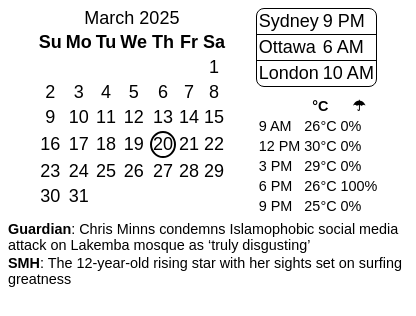 March 2025
Su Mo Tu We Th Fr Sa
1
2 3 4 5 6 7 8
9 10 11 12 13 14 15
16 17 18 19 20 21 22
23 24 25 26 27 28 29
30 31
Sydney 9 PM
Ottawa 6 AM
London 10 AM
°C ☂
9 AM 26°C 0%
12 PM 30°C 0%
3 PM 29°C 0%
6 PM 26°C 100%
9 PM 25°C 0%
Guardian: Chris Minns condemns Islamophobic social media
attack on Lakemba mosque as ‘truly disgusting’
SMH: The 12-year-old rising star with her sights set on surfing
greatness